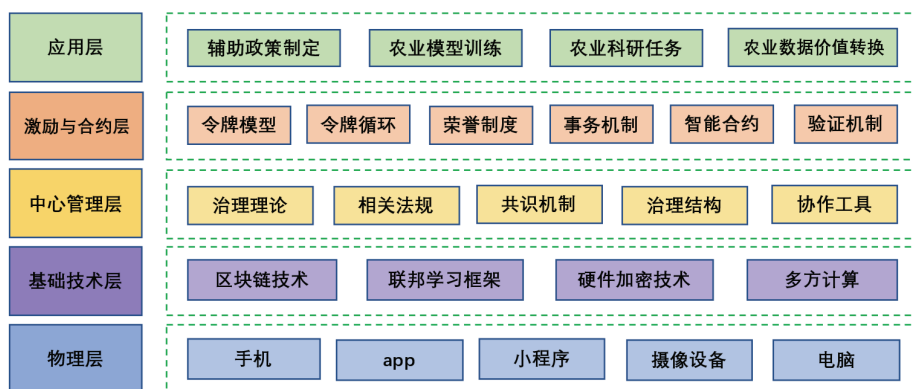 应用层
辅助政策制定 农业模型训练 农业科研任务 农业数据价值转换
激励与合约层
令牌模型 令牌循环 荣誉制度 事务机制 智能合约 验证机制
中心管理层
治理理论 相关法规 共识机制 治理结构 协作工具
基础技术层
区块链技术 联邦学习框架 硬件加密技术 多方计算
物理层
手机 app 小程序 摄像设备 电脑